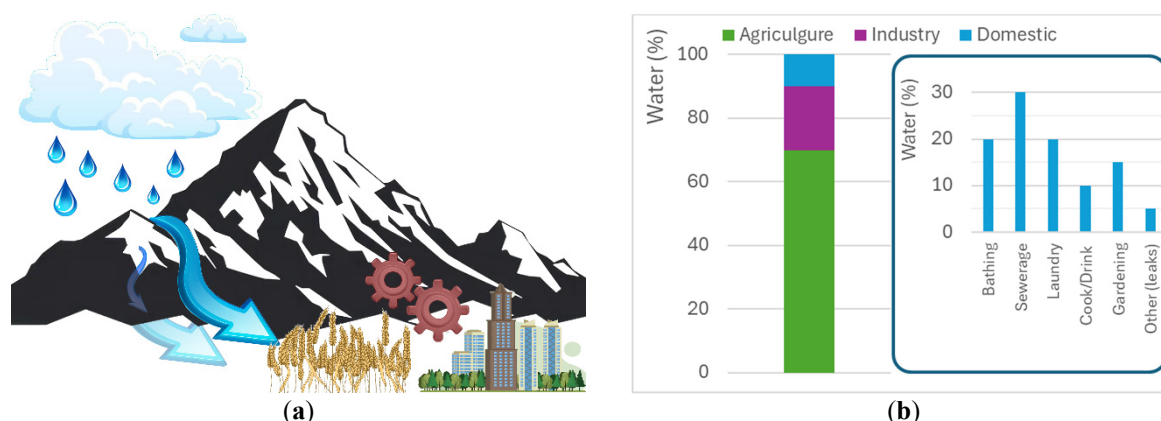 Agriculgure Industry Domestic
Water (%)
100
80
60
40
20
0
Water (%)
30
20
10
0
Bathing
Sewerage
Laundry
Cook/Drink
Gardening
Other (leaks)
(a)
(b)